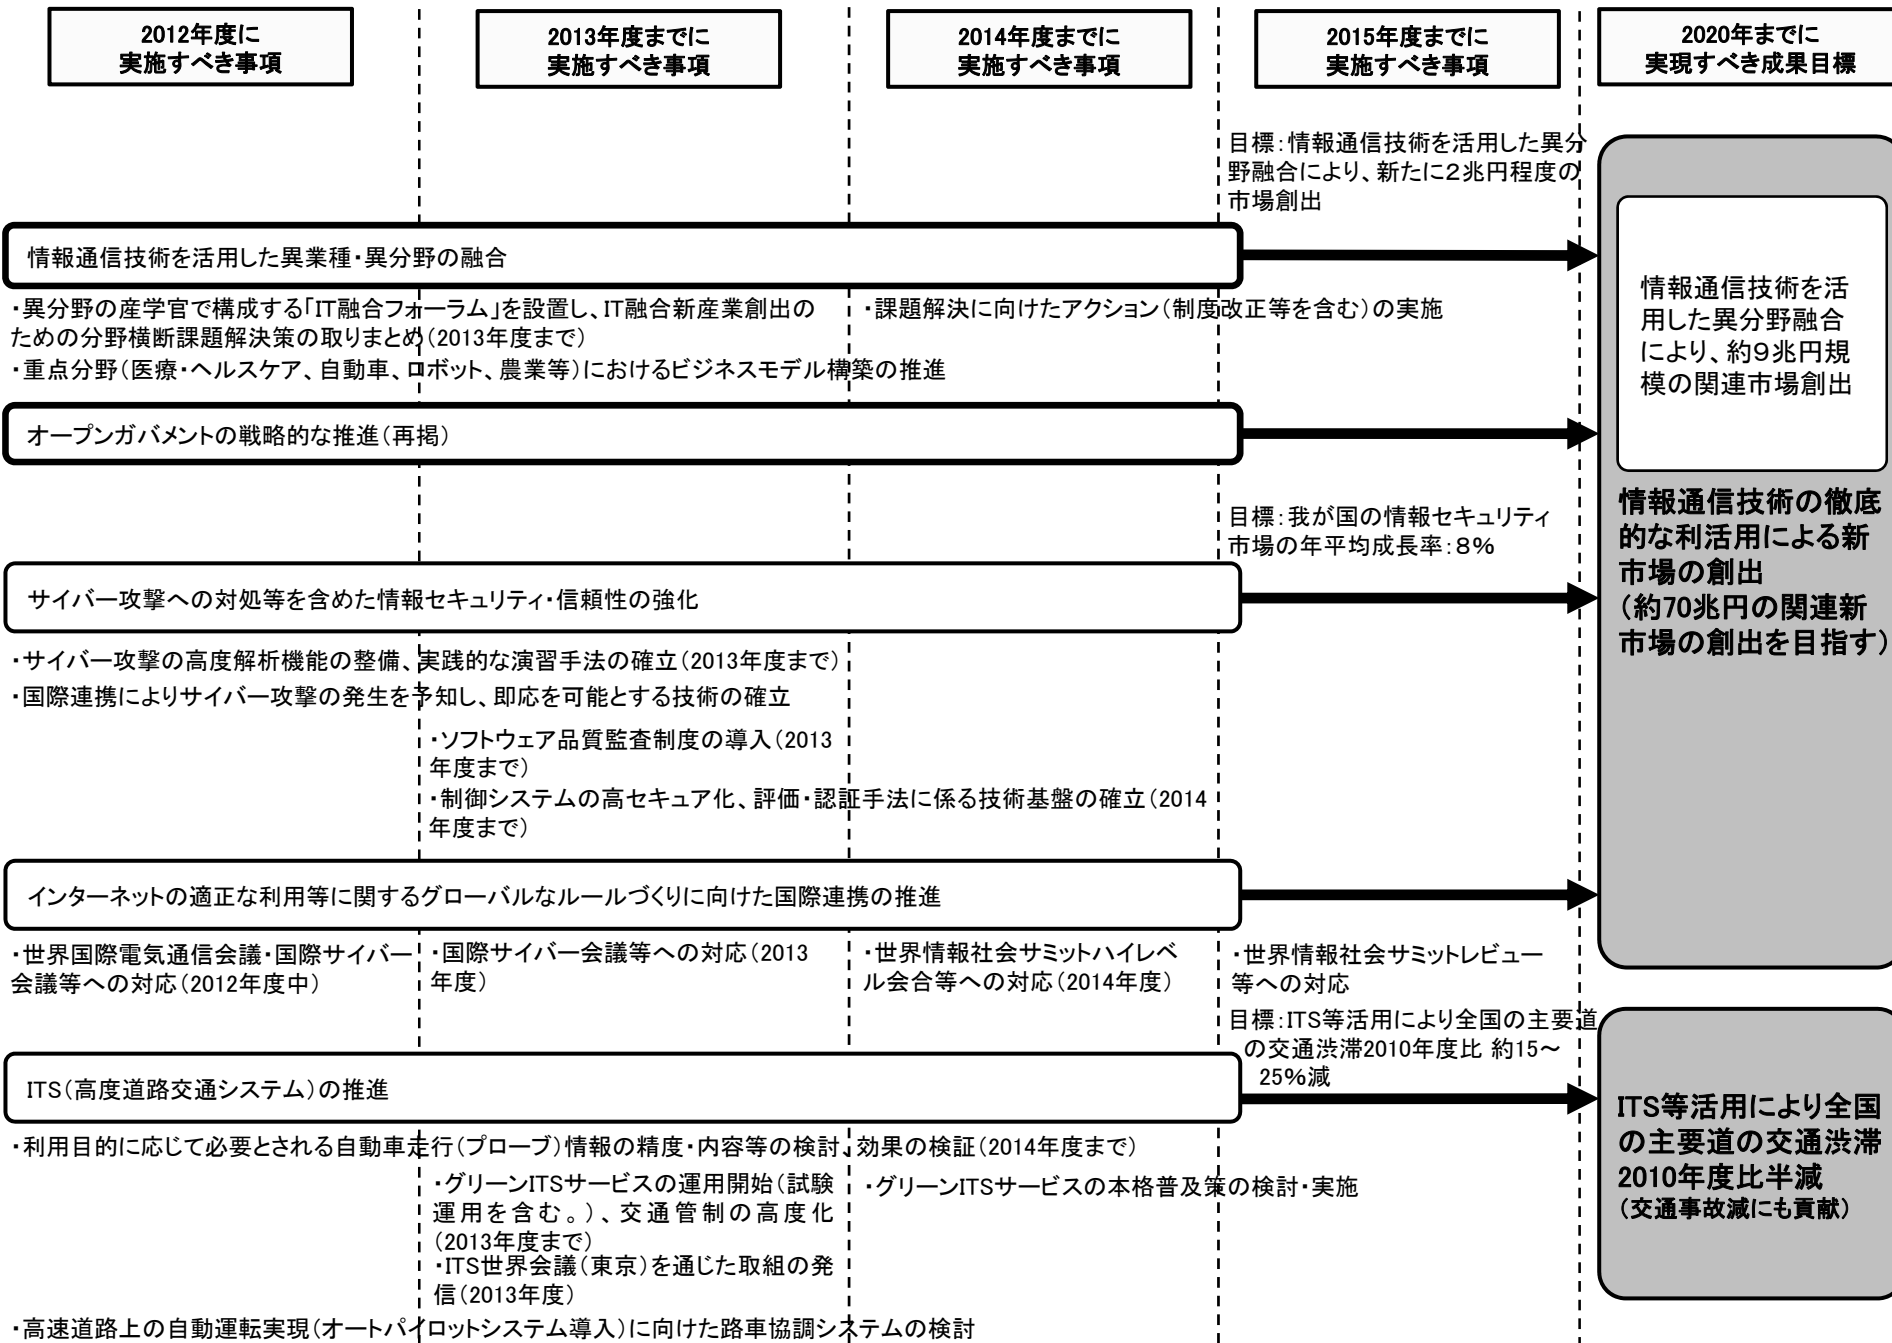 2012年度に
実施すべき事項
2013年度までに
実施すべき事項
2014年度までに
実施すべき事項
2015年度までに
実施すべき事項
2020年までに
実現すべき成果目標
目標：情報通信技術を活用した異分
野融合により、新たに２兆円程度の
市場創出
情報通信技術を活用した異業種・異分野の融合
・異分野の産学官で構成する「IT融合フォーラム」を設置し、IT融合新産業創出の
ための分野横断課題解決策の取りまとめ（2013年度まで）
・課題解決に向けたアクション（制度改正等を含む）の実施
・重点分野（医療・ヘルスケア、自動車、ロボット、農業等）におけるビジネスモデル構築の推進
オープンガバメントの戦略的な推進（再掲）
目標：我が国の情報セキュリティ
市場の年平均成長率：８％
サイバー攻撃への対処等を含めた情報セキュリティ・信頼性の強化
・サイバー攻撃の高度解析機能の整備、実践的な演習手法の確立（2013年度まで）
・国際連携によりサイバー攻撃の発生を予知し、即応を可能とする技術の確立
・ソフトウェア品質監査制度の導入（2013
年度まで）
・制御システムの高セキュア化、評価・認証手法に係る技術基盤の確立（2014
年度まで）
インターネットの適正な利用等に関するグローバルなルールづくりに向けた国際連携の推進
・世界国際電気通信会議・国際サイバー
会議等への対応（2012年度中）
・国際サイバー会議等への対応（2013
年度）
・世界情報社会サミットハイレベ
ル会合等への対応（2014年度）
・世界情報社会サミットレビュー
等への対応
目標：ITS等活用により全国の主要道
の交通渋滞2010年度比 約15～
25％減
ITS（高度道路交通システム）の推進
・利用目的に応じて必要とされる自動車走行（プローブ）情報の精度・内容等の検討、効果の検証（2014年度まで）
・グリーンITSサービスの運用開始（試験
運用を含む。）、交通管制の高度化
（2013年度まで）
・ITS世界会議（東京）を通じた取組の発
信（2013年度）
・グリーンITSサービスの本格普及策の検討・実施
・高速道路上の自動運転実現（オートパイロットシステム導入）に向けた路車協調システムの検討
情報通信技術を活
用した異分野融合
により、約９兆円規
模の関連市場創出
情報通信技術の徹底
的な利活用による新
市場の創出
（約70兆円の関連新
市場の創出を目指す）
ITS等活用により全国
の主要道の交通渋滞
2010年度比半減
（交通事故減にも貢献）